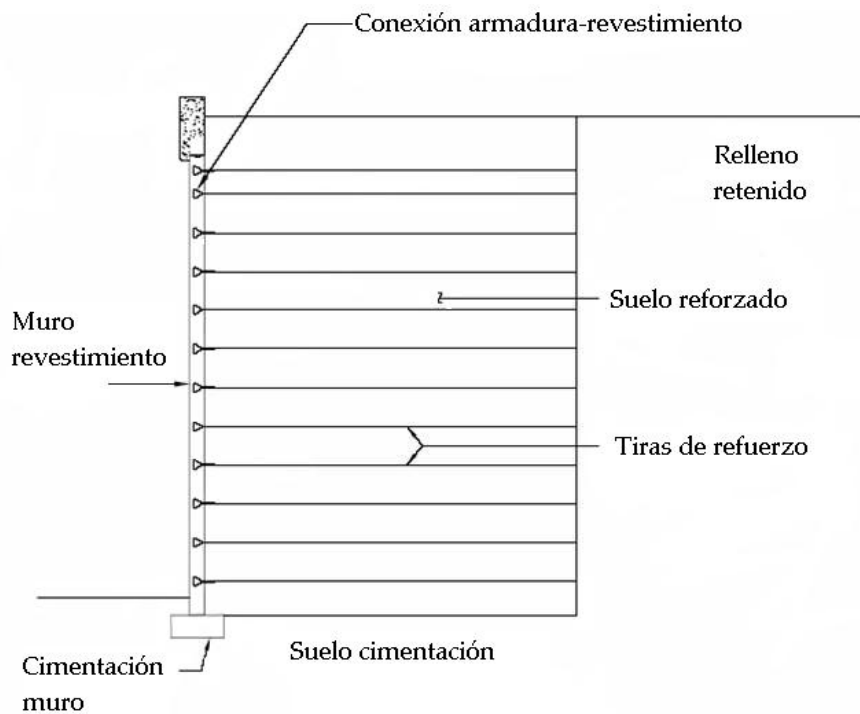 Conexión armadura-revestimiento
Relleno
retenido
Suelo reforzado
Muro
revestimiento
Tiras de refuerzo
Suelo cimentación
Cimentación
muro